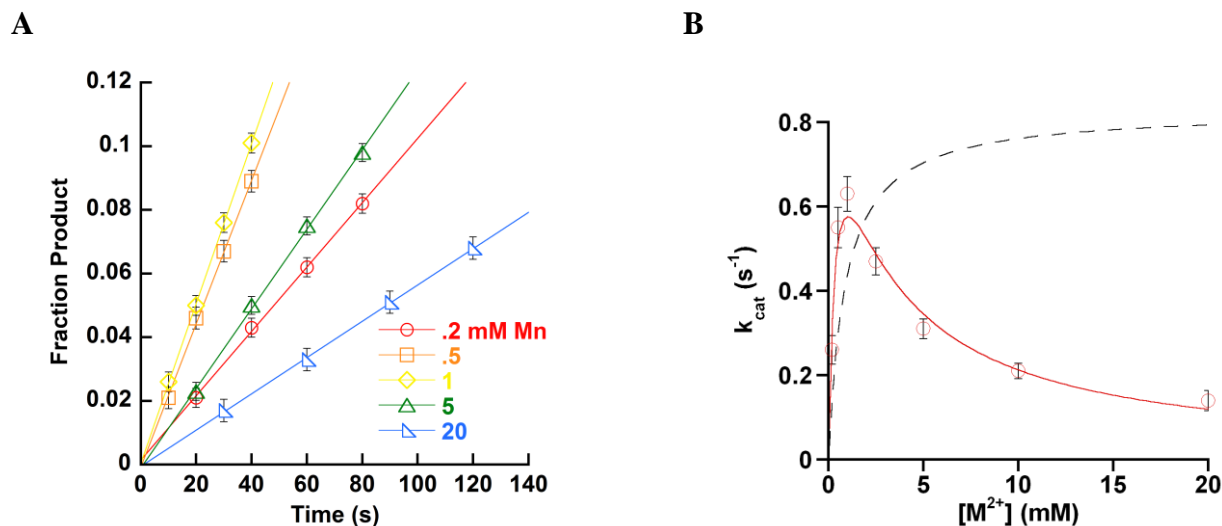 A
B
Fraction Product
0.12
0.1
0.08
0.06
0.04
0.02
0
.2 mM Mn
.5
1
5
20
0 20 40 60 80 100 120 140
Time (s)
k_cat (s⁻¹)
0.8
0.6
0.4
0.2
0.0
0 5 10 15 20
[M²⁺] (mM)